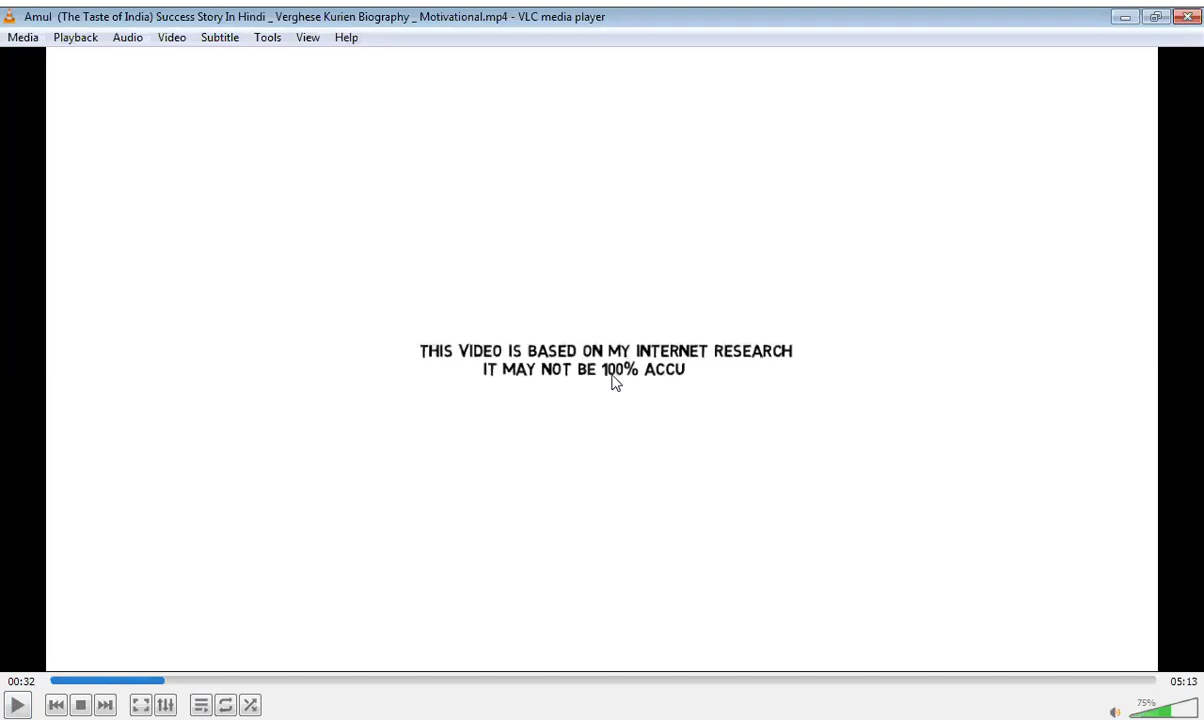 Amul  (The Taste of India) Success Story In Hindi _ Verghese Kurien Biography _ Motivational.mp4 - VLC media player
Media Playback Audio Video Subtitle Tools View Help
THIS VIDEO IS BASED ON MY INTERNET RESEARCH
IT MAY NOT BE 100% ACCU
00:32 05:13
75%